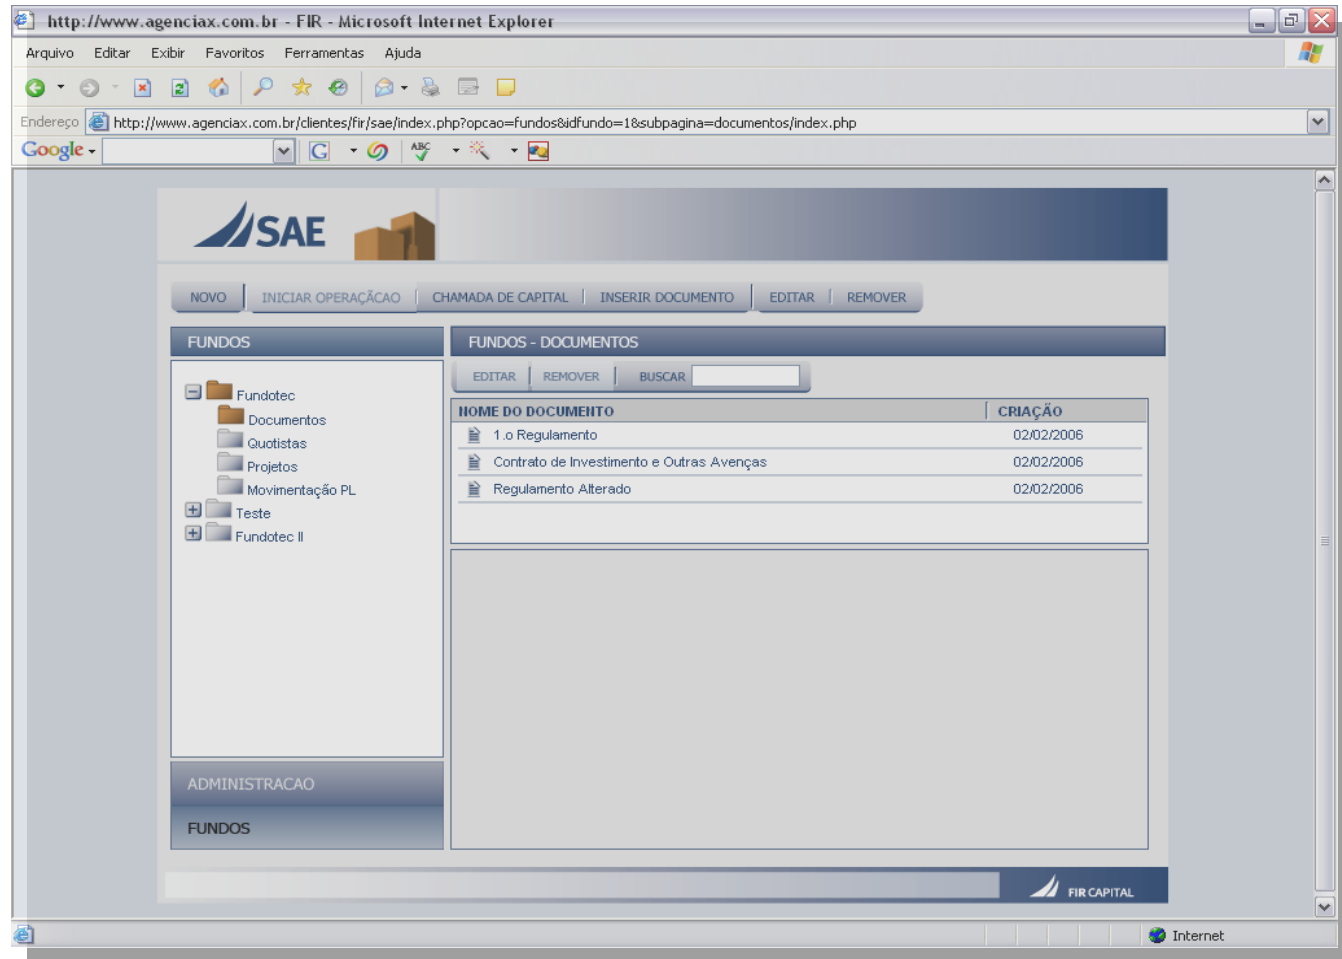 http://www.agenciax.com.br - FIR - Microsoft Internet Explorer
Arquivo Editar Exibir Favoritos Ferramentas Ajuda
Endereço http://www.agenciax.com.br/clientes/fir/sae/index.php?opcao=fundos&idfundo=1&subpagina=documentos/index.php
Google G ABC
SAE
NOVO INICIAR OPERAÇÃCAO CHAMADA DE CAPITAL INSERIR DOCUMENTO EDITAR REMOVER
FUNDOS
Fundotec
Documentos
Quotistas
Projetos
Movimentação PL
Teste
Fundotec II
ADMINISTRACAO
FUNDOS
FUNDOS - DOCUMENTOS
EDITAR REMOVER BUSCAR
NOME DO DOCUMENTO CRIAÇÃO
1.o Regulamento 02/02/2006
Contrato de Investimento e Outras Avenças 02/02/2006
Regulamento Alterado 02/02/2006
FIR CAPITAL
Internet